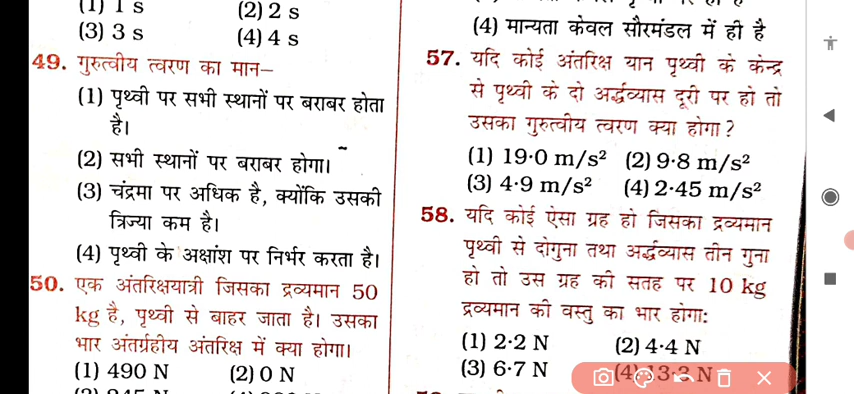 (1) 1 s
(2) 2 s
(3) 3 s
(4) 4 s
49. गुरुत्वीय त्वरण का मान–
(1) पृथ्वी पर सभी स्थानों पर बराबर होता
है।
(2) सभी स्थानों पर बराबर होगा।
(3) चंद्रमा पर अधिक है, क्योंकि उसकी
त्रिज्या कम है।
(4) पृथ्वी के अक्षांश पर निर्भर करता है।
50. एक अंतरिक्षयात्री जिसका द्रव्यमान 50
kg है, पृथ्वी से बाहर जाता है। उसका
भार अंतर्ग्रहीय अंतरिक्ष में क्या होगा।
(1) 490 N
(2) 0 N
(4) मान्यता केवल सौरमंडल में ही है
57. यदि कोई अंतरिक्ष यान पृथ्वी के केन्द्र
से पृथ्वी के दो अर्द्धव्यास दूरी पर हो तो
उसका गुरुत्वीय त्वरण क्या होगा?
(1) 19·0 m/s² (2) 9·8 m/s²
(3) 4·9 m/s² (4) 2·45 m/s²
58. यदि कोई ऐसा ग्रह हो जिसका द्रव्यमान
पृथ्वी से दोगुना तथा अर्द्धव्यास तीन गुना
हो तो उस ग्रह की सतह पर 10 kg
द्रव्यमान की वस्तु का भार होगा:
(1) 2·2 N
(2) 4·4 N
(3) 6·7 N
(4) 13·3 N